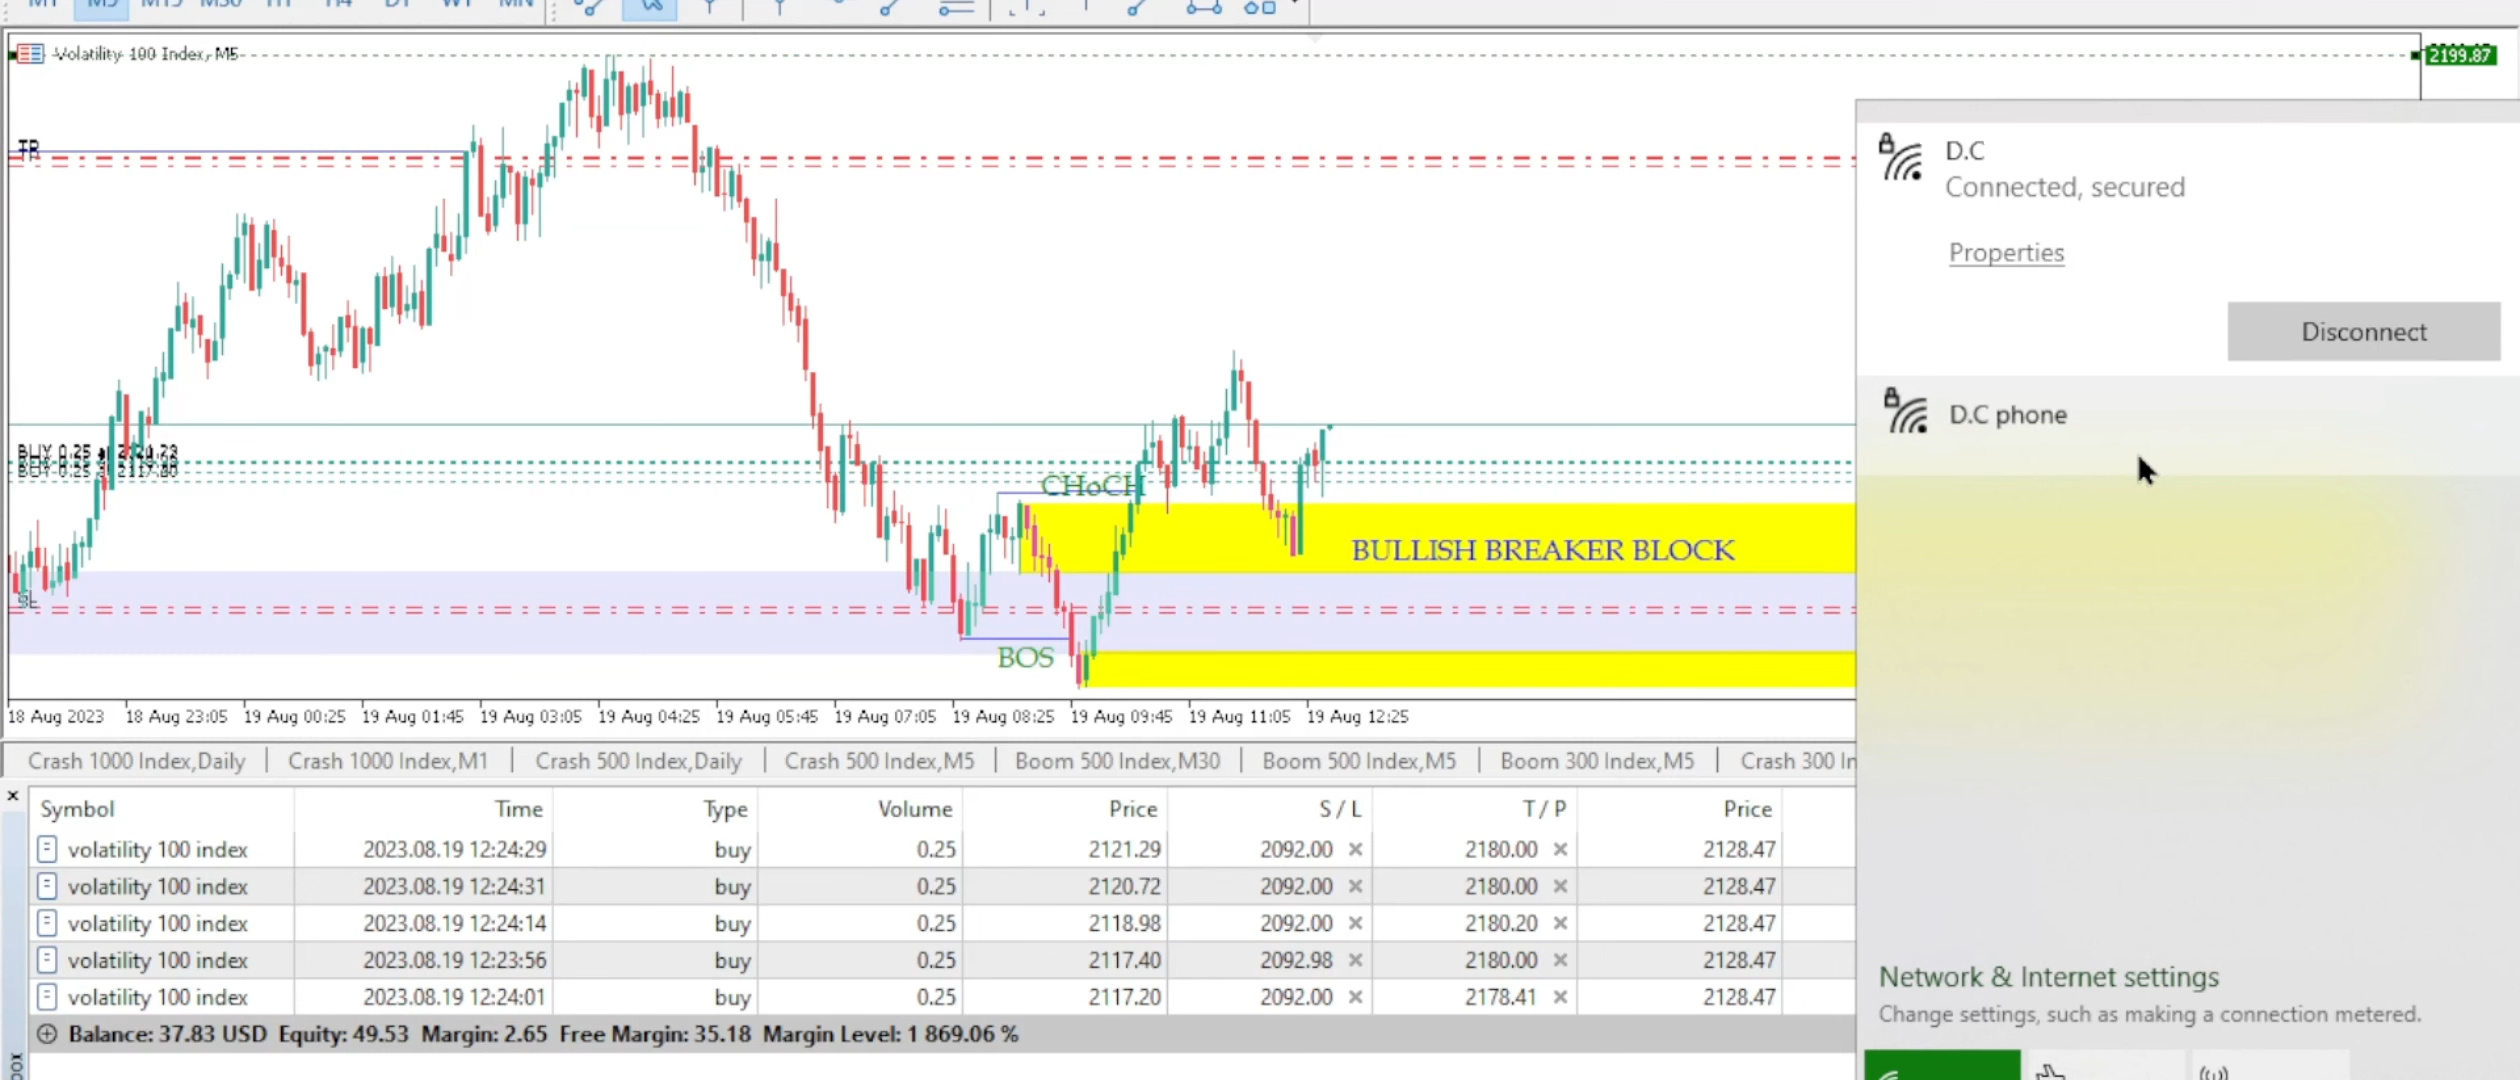 M1 M5 M15 M30 H1 H4 D1 W1 MN
Volatility 100 Index, M5
2199.87
TP
D.C
Connected, secured
Properties
Disconnect
D.C phone
CHoCH
BULLISH BREAKER BLOCK
SL
BOS
18 Aug 2023 18 Aug 23:05 19 Aug 00:25 19 Aug 01:45 19 Aug 03:05 19 Aug 04:25 19 Aug 05:45 19 Aug 07:05 19 Aug 08:25 19 Aug 09:45 19 Aug 11:05 19 Aug 12:25
Crash 1000 Index,Daily Crash 1000 Index,M1 Crash 500 Index,Daily Crash 500 Index,M5 Boom 500 Index,M30 Boom 500 Index,M5 Boom 300 Index,M5 Crash 300 In
Symbol Time Type Volume Price S / L T / P Price
volatility 100 index 2023.08.19 12:24:29 buy 0.25 2121.29 2092.00 2180.00 2128.47
volatility 100 index 2023.08.19 12:24:31 buy 0.25 2120.72 2092.00 2180.00 2128.47
volatility 100 index 2023.08.19 12:24:14 buy 0.25 2118.98 2092.00 2180.20 2128.47
volatility 100 index 2023.08.19 12:23:56 buy 0.25 2117.40 2092.98 2180.00 2128.47
volatility 100 index 2023.08.19 12:24:01 buy 0.25 2117.20 2092.00 2178.41 2128.47
Balance: 37.83 USD Equity: 49.53 Margin: 2.65 Free Margin: 35.18 Margin Level: 1 869.06 %
Network & Internet settings
Change settings, such as making a connection metered.